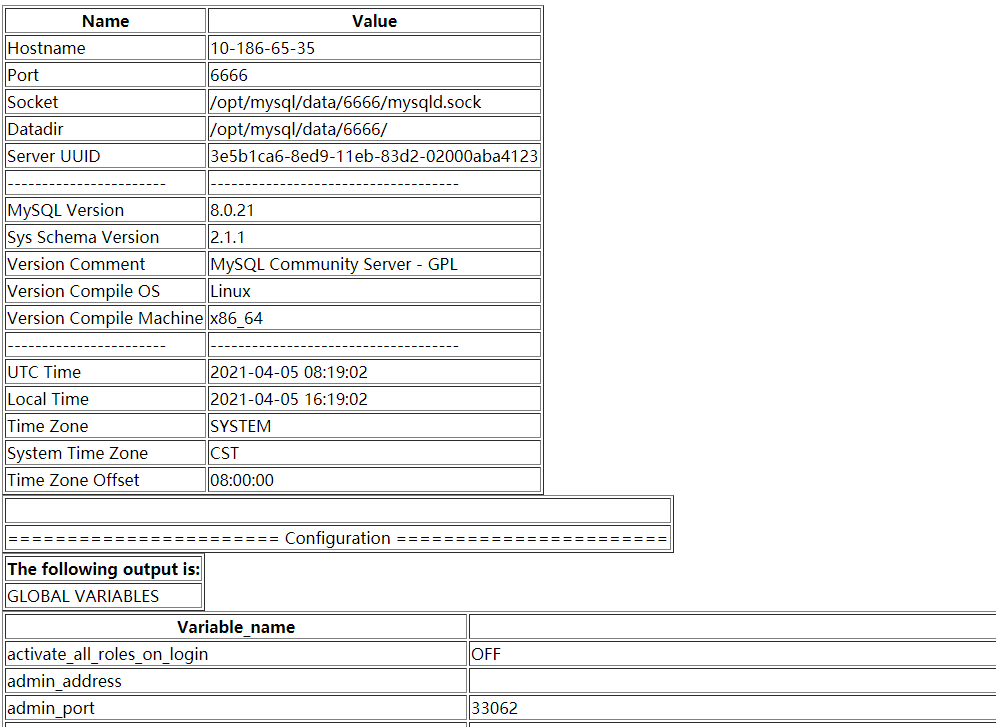 Name Value
Hostname 10-186-65-35
Port 6666
Socket /opt/mysql/data/6666/mysqld.sock
Datadir /opt/mysql/data/6666/
Server UUID 3e5b1ca6-8ed9-11eb-83d2-02000aba4123
----------------------- ------------------------------------
MySQL Version 8.0.21
Sys Schema Version 2.1.1
Version Comment MySQL Community Server - GPL
Version Compile OS Linux
Version Compile Machine x86_64
----------------------- ------------------------------------
UTC Time 2021-04-05 08:19:02
Local Time 2021-04-05 16:19:02
Time Zone SYSTEM
System Time Zone CST
Time Zone Offset 08:00:00
======================= Configuration =======================
The following output is:
GLOBAL VARIABLES
Variable_name
activate_all_roles_on_login OFF
admin_address
admin_port 33062